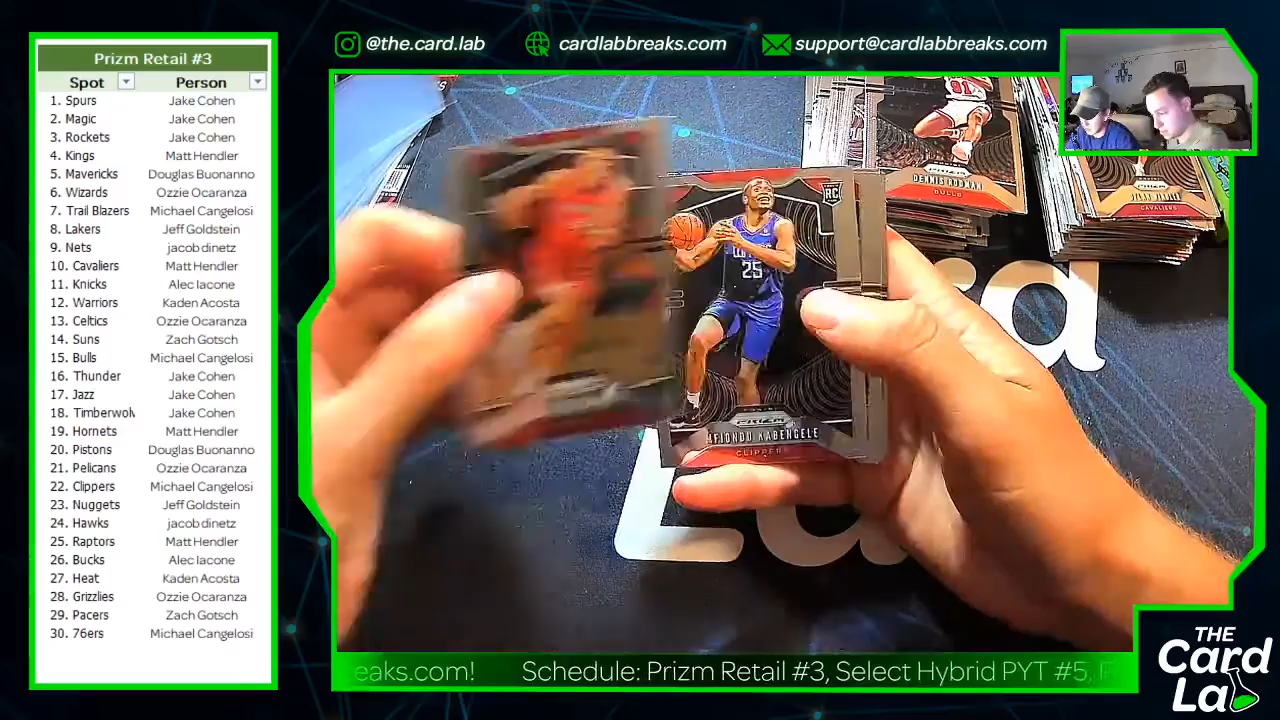 @the.card.lab
cardlabbreaks.com
support@cardlabbreaks.com
Prizm Retail #3
Spot Person
1. Spurs Jake Cohen
2. Magic Jake Cohen
3. Rockets Jake Cohen
4. Kings Matt Hendler
5. Mavericks Douglas Buonanno
6. Wizards Ozzie Ocaranza
7. Trail Blazers Michael Cangelosi
8. Lakers Jeff Goldstein
9. Nets jacob dinetz
10. Cavaliers Matt Hendler
11. Knicks Alec Iacone
12. Warriors Kaden Acosta
13. Celtics Ozzie Ocaranza
14. Suns Zach Gotsch
15. Bulls Michael Cangelosi
16. Thunder Jake Cohen
17. Jazz Jake Cohen
18. Timberwolv Jake Cohen
19. Hornets Matt Hendler
20. Pistons Douglas Buonanno
21. Pelicans Ozzie Ocaranza
22. Clippers Michael Cangelosi
23. Nuggets Jeff Goldstein
24. Hawks jacob dinetz
25. Raptors Matt Hendler
26. Bucks Alec Iacone
27. Heat Kaden Acosta
28. Grizzlies Ozzie Ocaranza
29. Pacers Zach Gotsch
30. 76ers Michael Cangelosi
91
DENNIS RODMAN
BULLS
PRIZM
CAVALIERS
RC
25
PRIZM
MFIONDU KABENGELE
CLIPPERS
eaks.com! Schedule: Prizm Retail #3, Select Hybrid PYT #5,
THE
Card
La